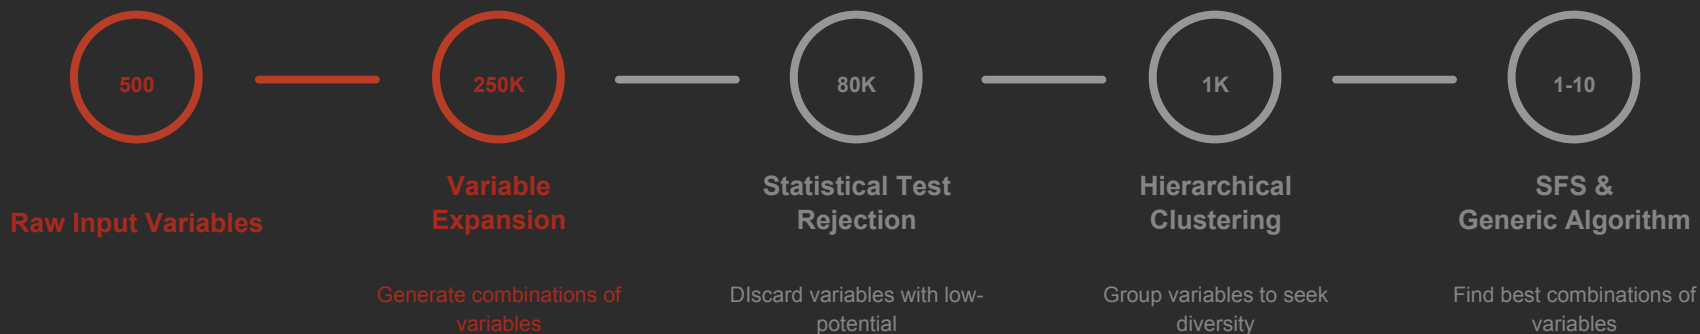 500
250K
80K
1K
1-10
Raw Input Variables
Variable
Expansion
Statistical Test
Rejection
Hierarchical
Clustering
SFS &
Generic Algorithm
Generate combinations of
variables
DIscard variables with low-
potential
Group variables to seek
diversity
Find best combinations of
variables